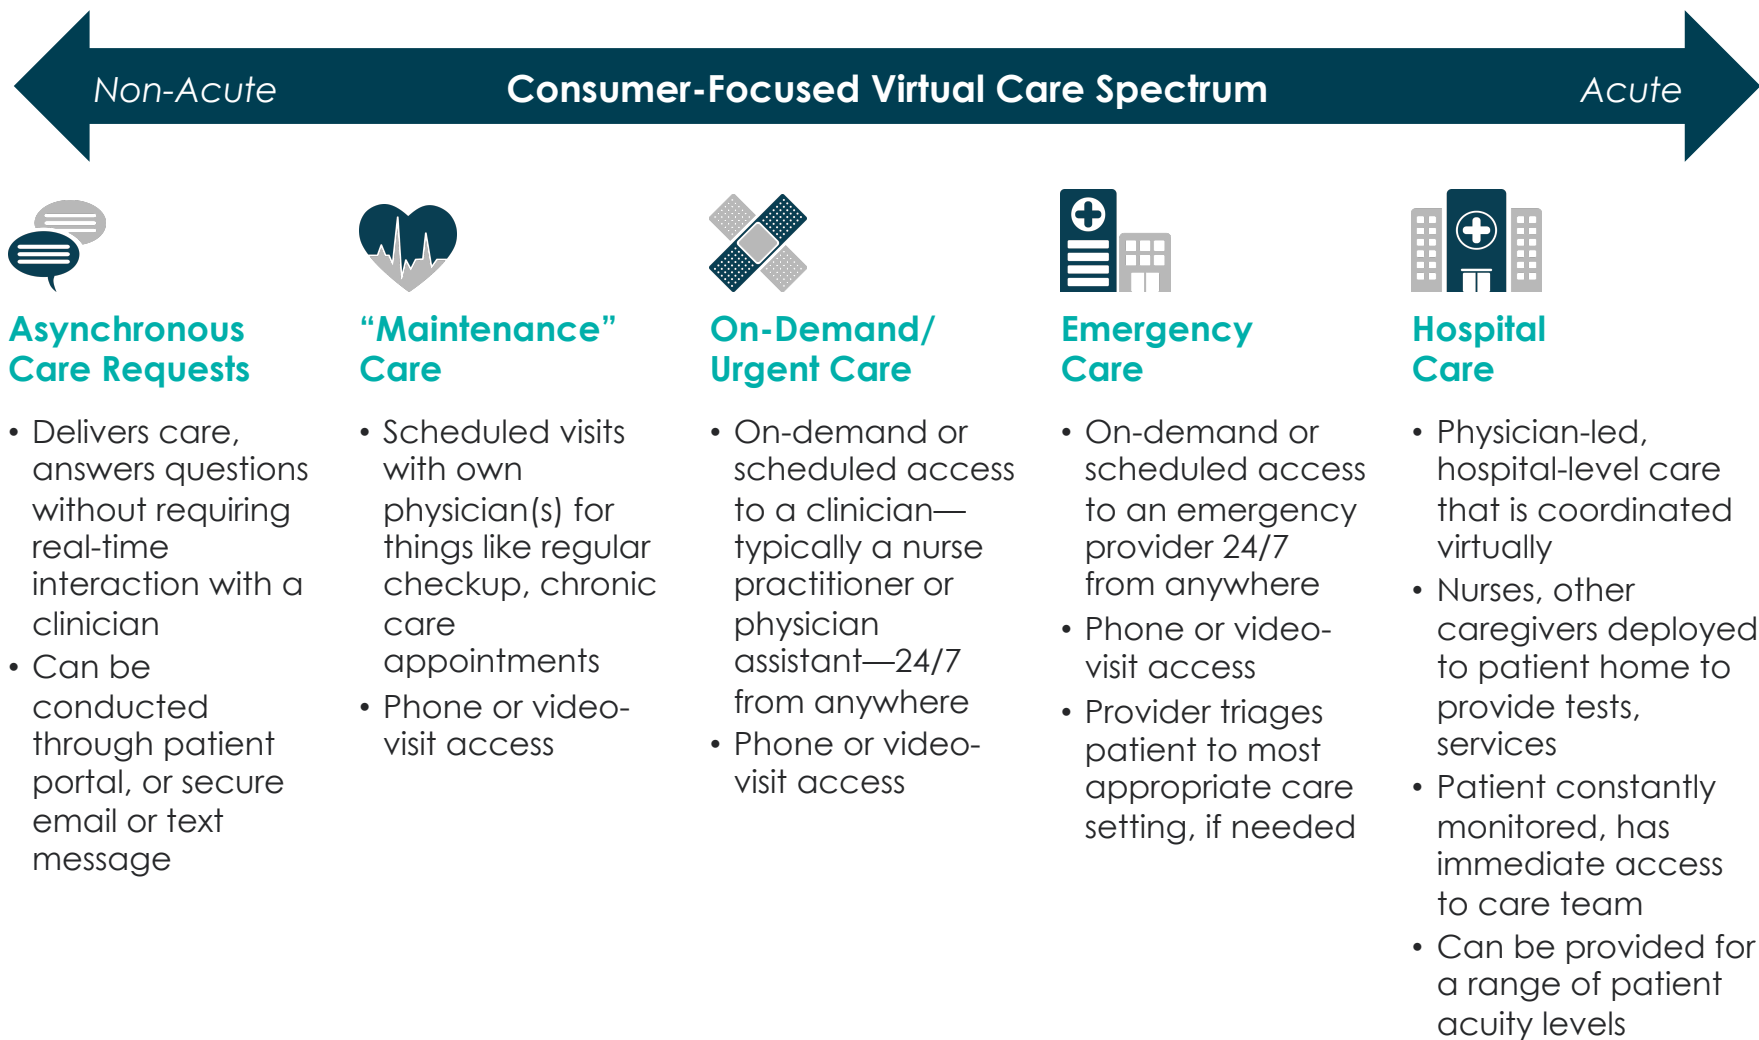 Non-Acute
Consumer-Focused Virtual Care Spectrum
Acute
Asynchronous
Care Requests
• Delivers care,
answers questions
without requiring
real-time
interaction with a
clinician
• Can be
conducted
through patient
portal, or secure
email or text
message
“Maintenance”
Care
• Scheduled visits
with own
physician(s) for
things like regular
checkup, chronic
care
appointments
• Phone or video-
visit access
On-Demand/
Urgent Care
• On-demand or
scheduled access
to a clinician—
typically a nurse
practitioner or
physician
assistant—24/7
from anywhere
• Phone or video-
visit access
Emergency
Care
• On-demand or
scheduled access
to an emergency
provider 24/7
from anywhere
• Phone or video-
visit access
• Provider triages
patient to most
appropriate care
setting, if needed
Hospital
Care
• Physician-led,
hospital-level care
that is coordinated
virtually
• Nurses, other
caregivers deployed
to patient home to
provide tests,
services
• Patient constantly
monitored, has
immediate access
to care team
• Can be provided for
a range of patient
acuity levels